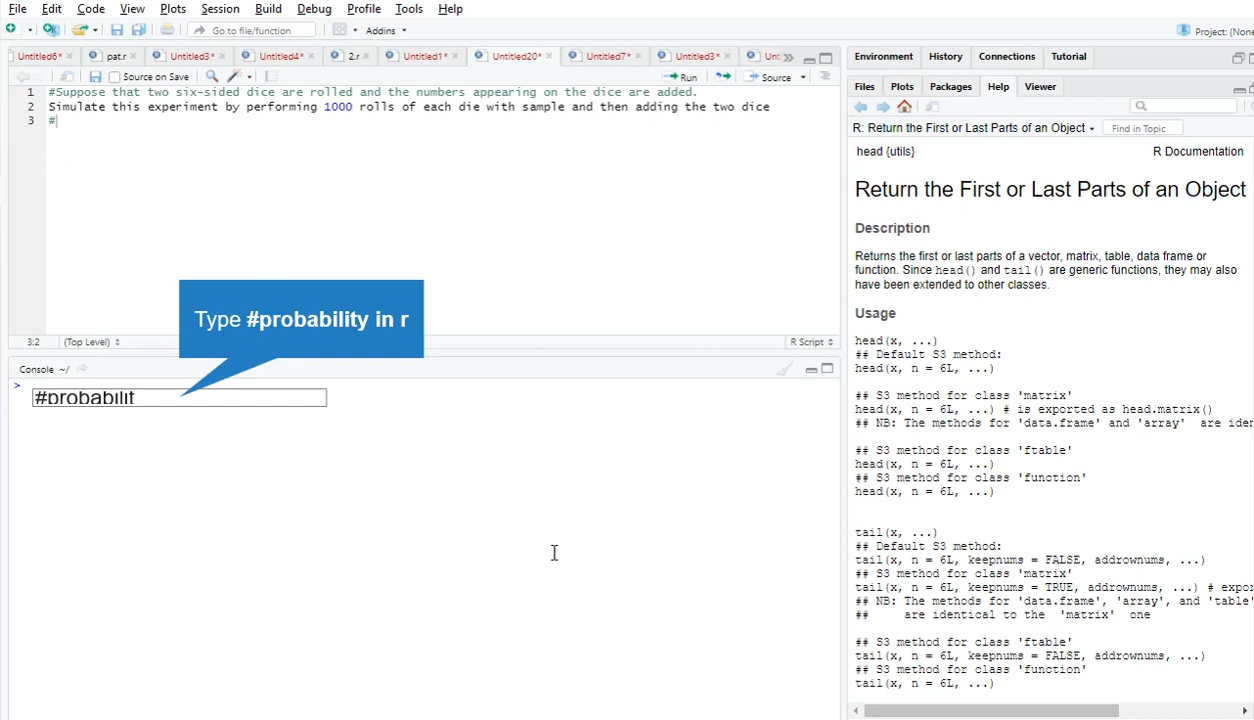 File Edit Code View Plots Session Build Debug Profile Tools Help
Go to file/function Addins Project: (None
Untitled6* pat.r Untitled3* Untitled4* 2.r Untitled1* Untitled20* Untitled7* Untitled3* Unt
Source on Save Run Source
1 #Suppose that two six-sided dice are rolled and the numbers appearing on the dice are added.
2 Simulate this experiment by performing 1000 rolls of each die with sample and then adding the two dice
3 #
Type #probability in r
3:2 (Top Level) R Script
Console ~/
>
#probabilit
Environment History Connections Tutorial
Files Plots Packages Help Viewer
R: Return the First or Last Parts of an Object Find in Topic
head {utils} R Documentation
Return the First or Last Parts of an Object
Description
Returns the first or last parts of a vector, matrix, table, data frame or
function. Since head() and tail() are generic functions, they may also
have been extended to other classes.
Usage
head(x, ...)
## Default S3 method:
head(x, n = 6L, ...)
## S3 method for class 'matrix'
head(x, n = 6L, ...) # is exported as head.matrix()
## NB: The methods for 'data.frame' and 'array' are iden
## S3 method for class 'ftable'
head(x, n = 6L, ...)
## S3 method for class 'function'
head(x, n = 6L, ...)
tail(x, ...)
## Default S3 method:
tail(x, n = 6L, keepnums = FALSE, addrownums, ...)
## S3 method for class 'matrix'
tail(x, n = 6L, keepnums = TRUE, addrownums, ...) # expor
## NB: The methods for 'data.frame', 'array', and 'table'
## are identical to the 'matrix' one
## S3 method for class 'ftable'
tail(x, n = 6L, keepnums = FALSE, addrownums, ...)
## S3 method for class 'function'
tail(x, n = 6L, ...)